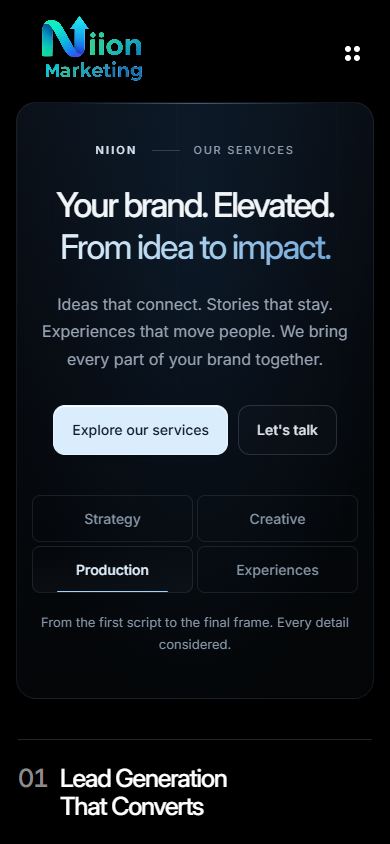 Niion
Marketing
NIION OUR SERVICES
Your brand. Elevated.
From idea to impact.
Ideas that connect. Stories that stay.
Experiences that move people. We bring
every part of your brand together.
Explore our services Let's talk
Strategy Creative
Production Experiences
From the first script to the final frame. Every detail
considered.
01 Lead Generation
That Converts